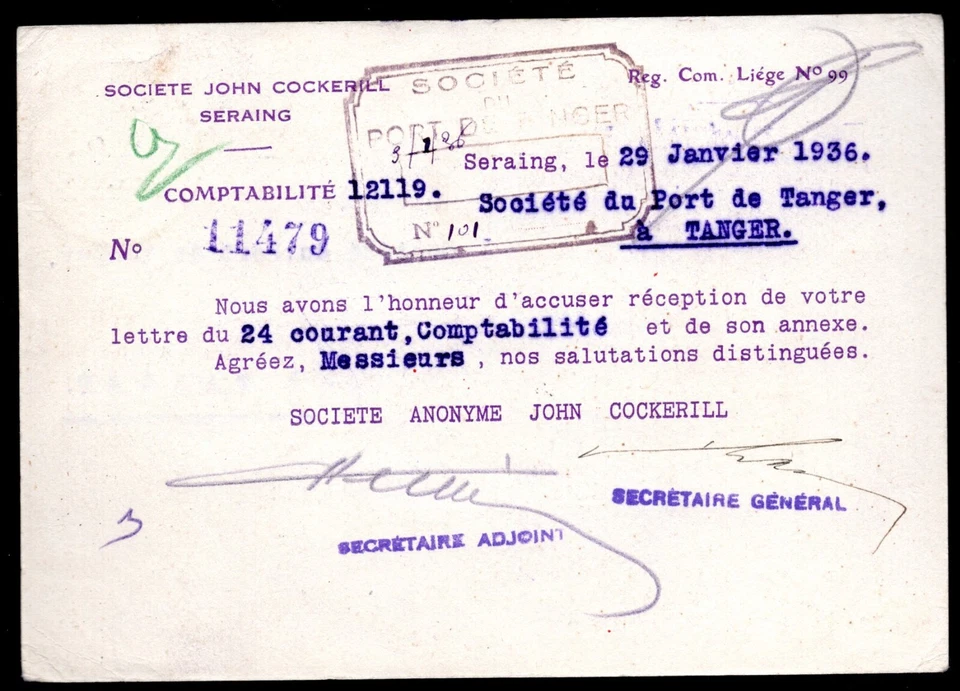 SOCIETE JOHN COCKERILL
SERAING
Reg. Com. Liége Nº 99
SOCIÉTÉ
DU
PORT DE TANGER
Nº 101
Seraing, le 29 Janvier 1936.
COMPTABILITÉ 12119.
Société du Port de Tanger,
à TANGER.
Nº 11479
Nous avons l'honneur d'accuser réception de votre
lettre du 24 courant, Comptabilité et de son annexe.
Agréez, Messieurs, nos salutations distinguées.
SOCIETE ANONYME JOHN COCKERILL
SECRÉTAIRE GÉNÉRAL
SECRÉTAIRE ADJOINT